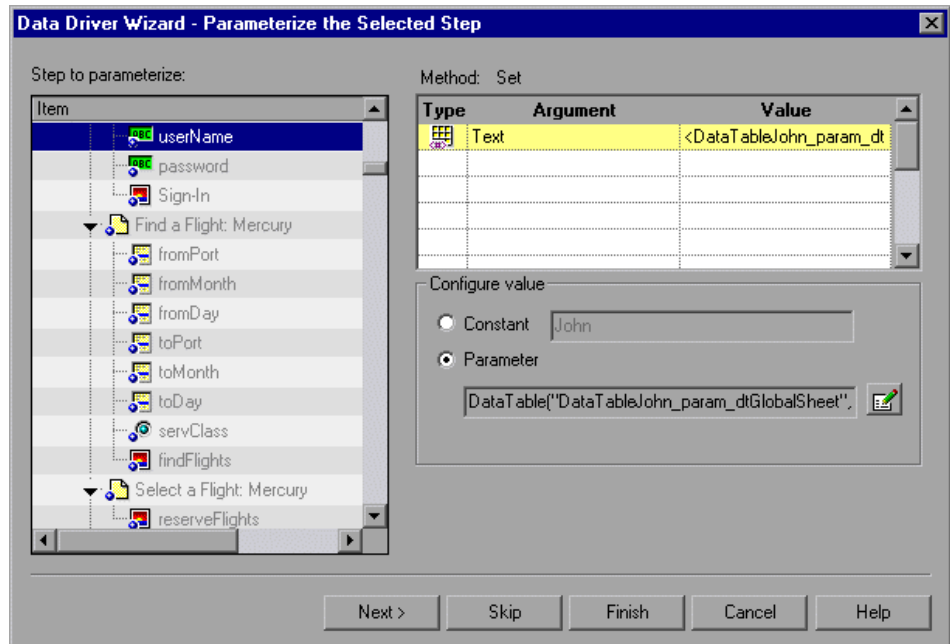 Data Driver Wizard - Parameterize the Selected Step
Step to parameterize:
Item
userName
password
Sign-In
Find a Flight: Mercury
fromPort
fromMonth
fromDay
toPort
toMonth
toDay
servClass
findFlights
Select a Flight: Mercury
reserveFlights
Method: Set
Type Argument Value
Text <DataTableJohn_param_dt
Configure value
Constant John
Parameter
DataTable("DataTableJohn_param_dtGlobalSheet",
Next > Skip Finish Cancel Help